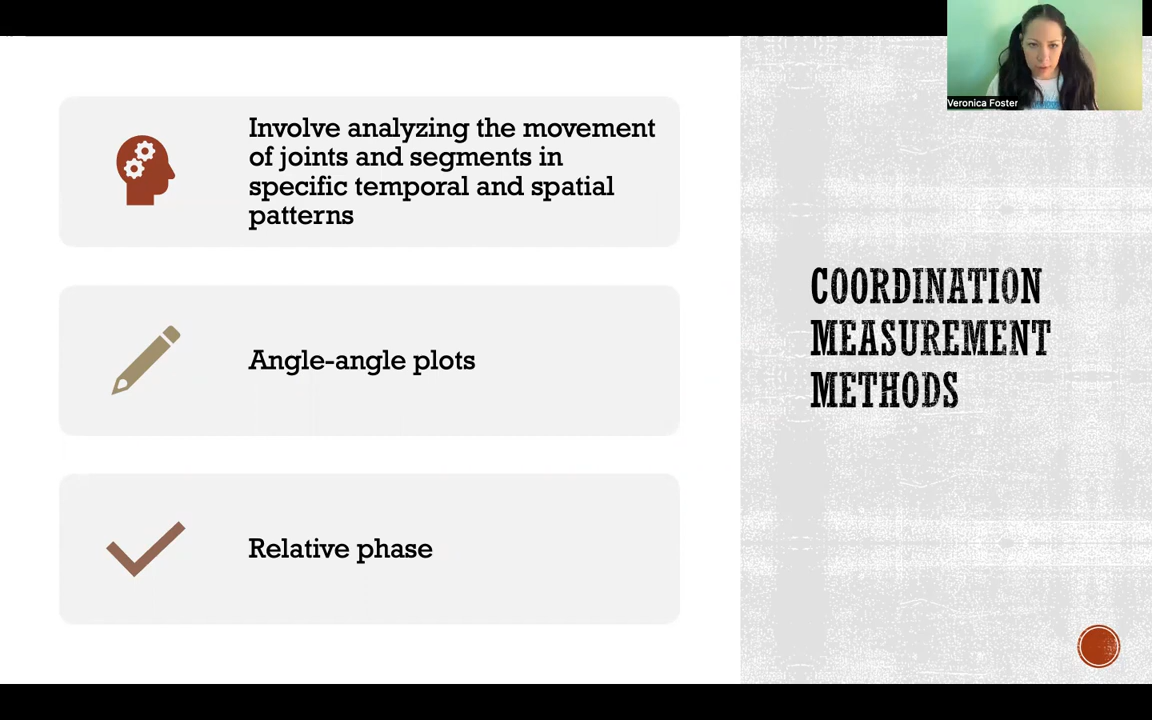 Involve analyzing the movement
of joints and segments in
specific temporal and spatial
patterns
Angle-angle plots
Relative phase
COORDINATION
MEASUREMENT
METHODS
Veronica Foster